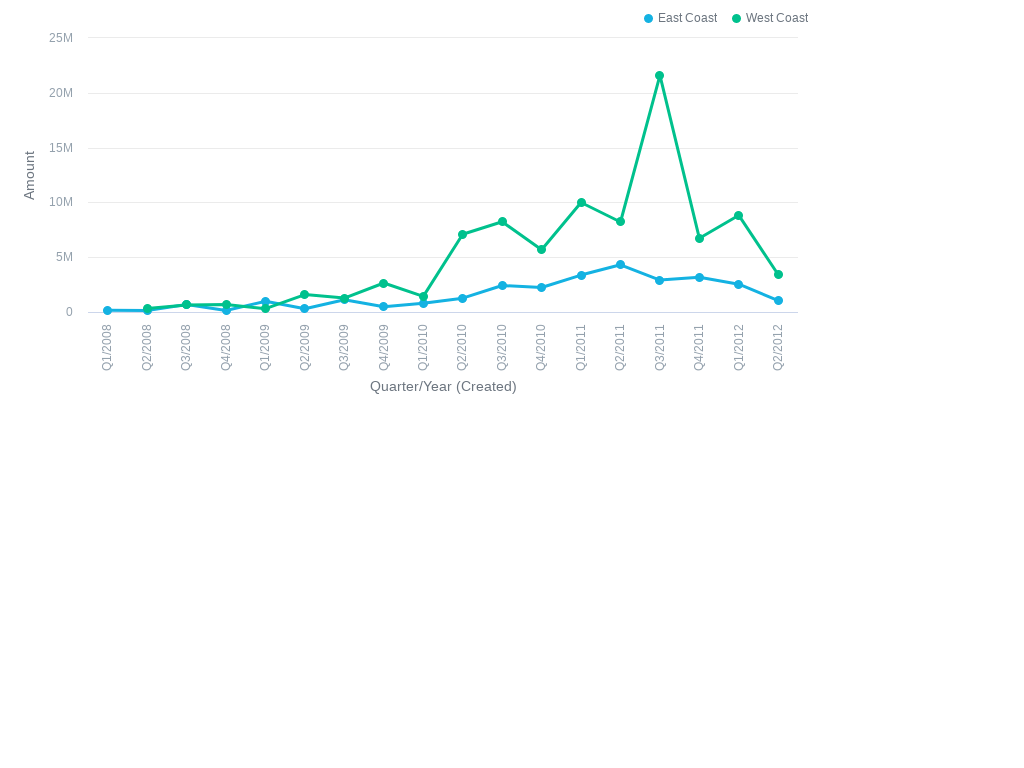 East Coast West Coast
25M
20M
15M
10M
5M
0
Amount
Q1/2008
Q2/2008
Q3/2008
Q4/2008
Q1/2009
Q2/2009
Q3/2009
Q4/2009
Q1/2010
Q2/2010
Q3/2010
Q4/2010
Q1/2011
Q2/2011
Q3/2011
Q4/2011
Q1/2012
Q2/2012
Quarter/Year (Created)